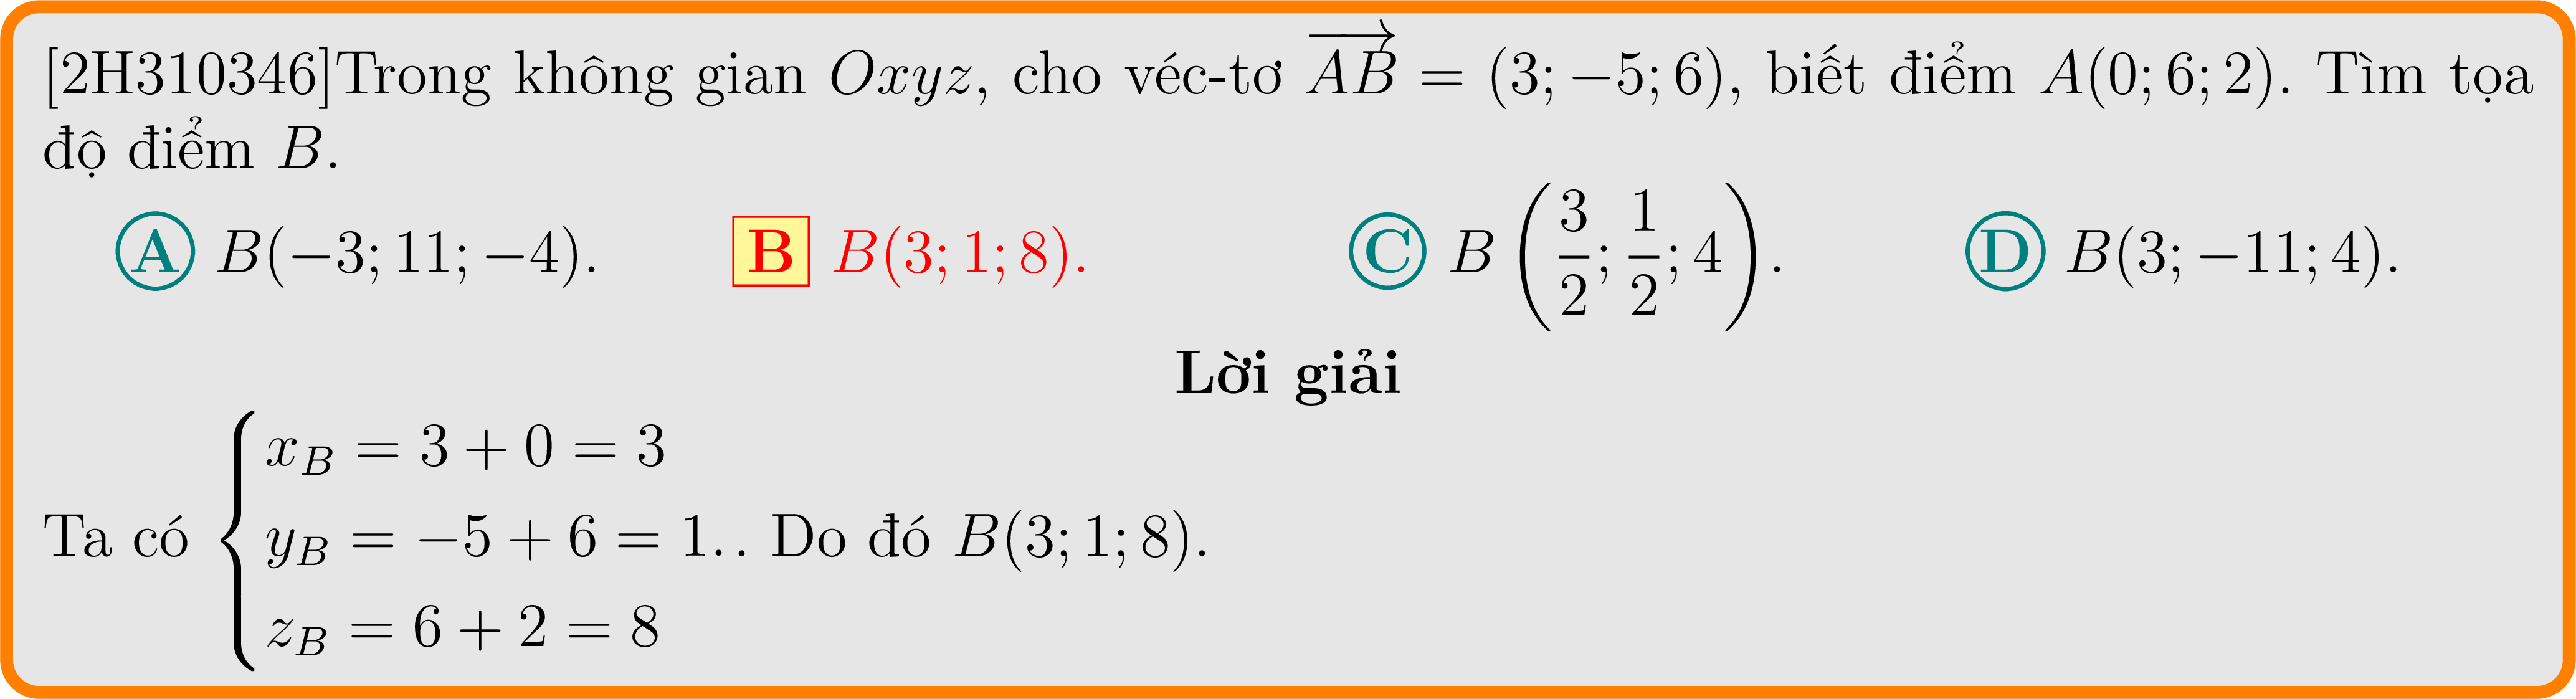 [2H310346]Trong không gian Oxyz, cho véc-tơ $\overrightarrow{AB}$ = (3; −5; 6), biết điểm A(0; 6; 2). Tìm tọa
độ điểm B.
A B(−3; 11; −4). B B(3; 1; 8). C B $\left(\dfrac{3}{2}; \dfrac{1}{2}; 4\right)$. D B(3; −11; 4).
Lời giải
Ta có $\begin{cases} x_B = 3 + 0 = 3 \\ y_B = -5 + 6 = 1. \\ z_B = 6 + 2 = 8 \end{cases}$. Do đó B(3; 1; 8).